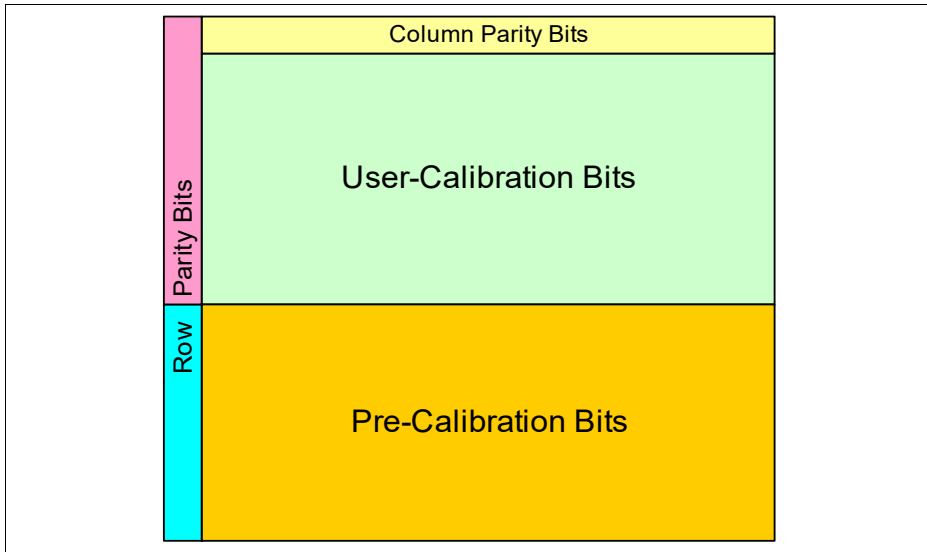 Column Parity Bits
User-Calibration Bits
Row Parity Bits
Pre-Calibration Bits